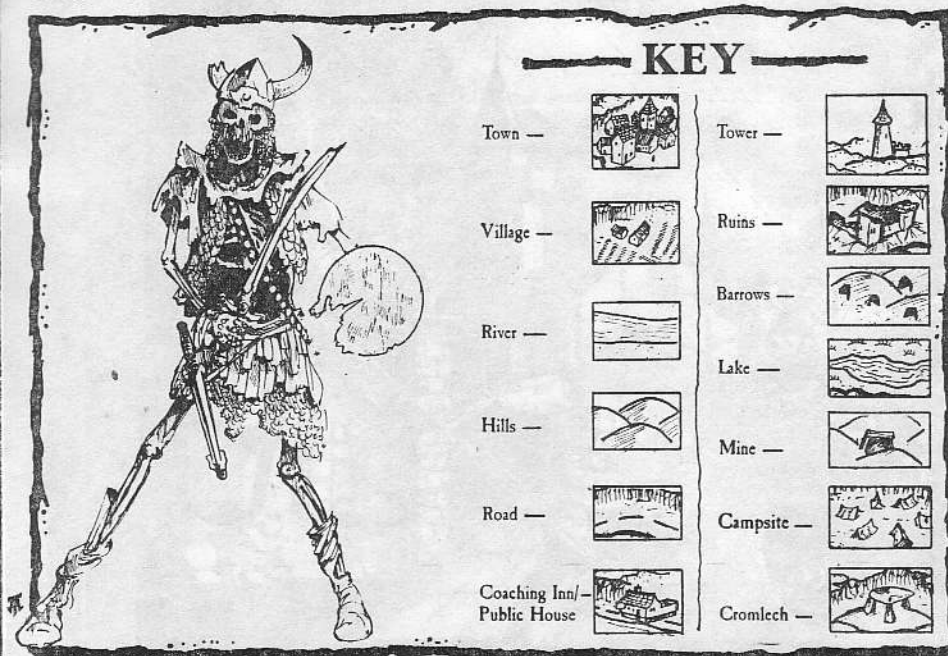 KEY
Town —
Village —
River —
Hills —
Road —
Coaching Inn/ —
Public House
Tower —
Ruins —
Barrows —
Lake —
Mine —
Campsite —
Cromlech —